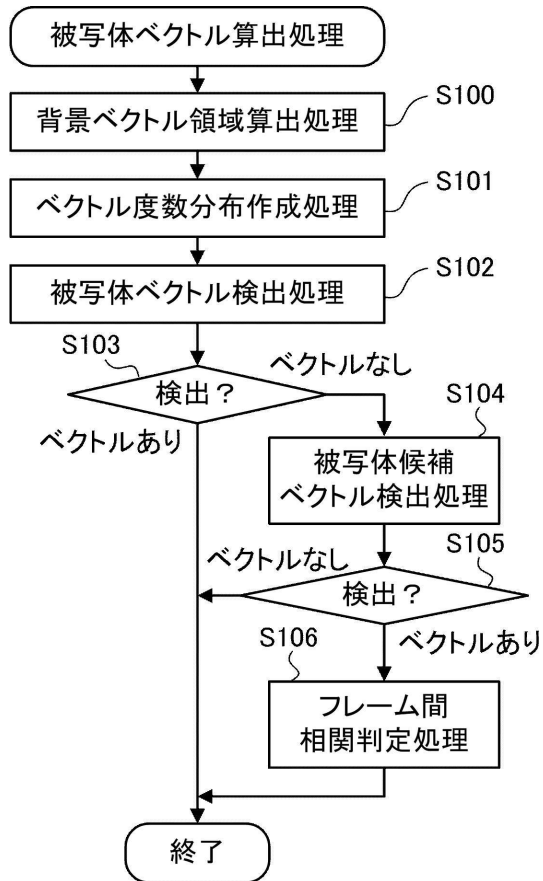 被写体ベクトル算出処理
S100
背景ベクトル領域算出処理
S101
ベクトル度数分布作成処理
S102
被写体ベクトル検出処理
S103
検出？
ベクトルなし
ベクトルあり
S104
被写体候補
ベクトル検出処理
S105
ベクトルなし
検出？
S106
ベクトルあり
フレーム間
相関判定処理
終了